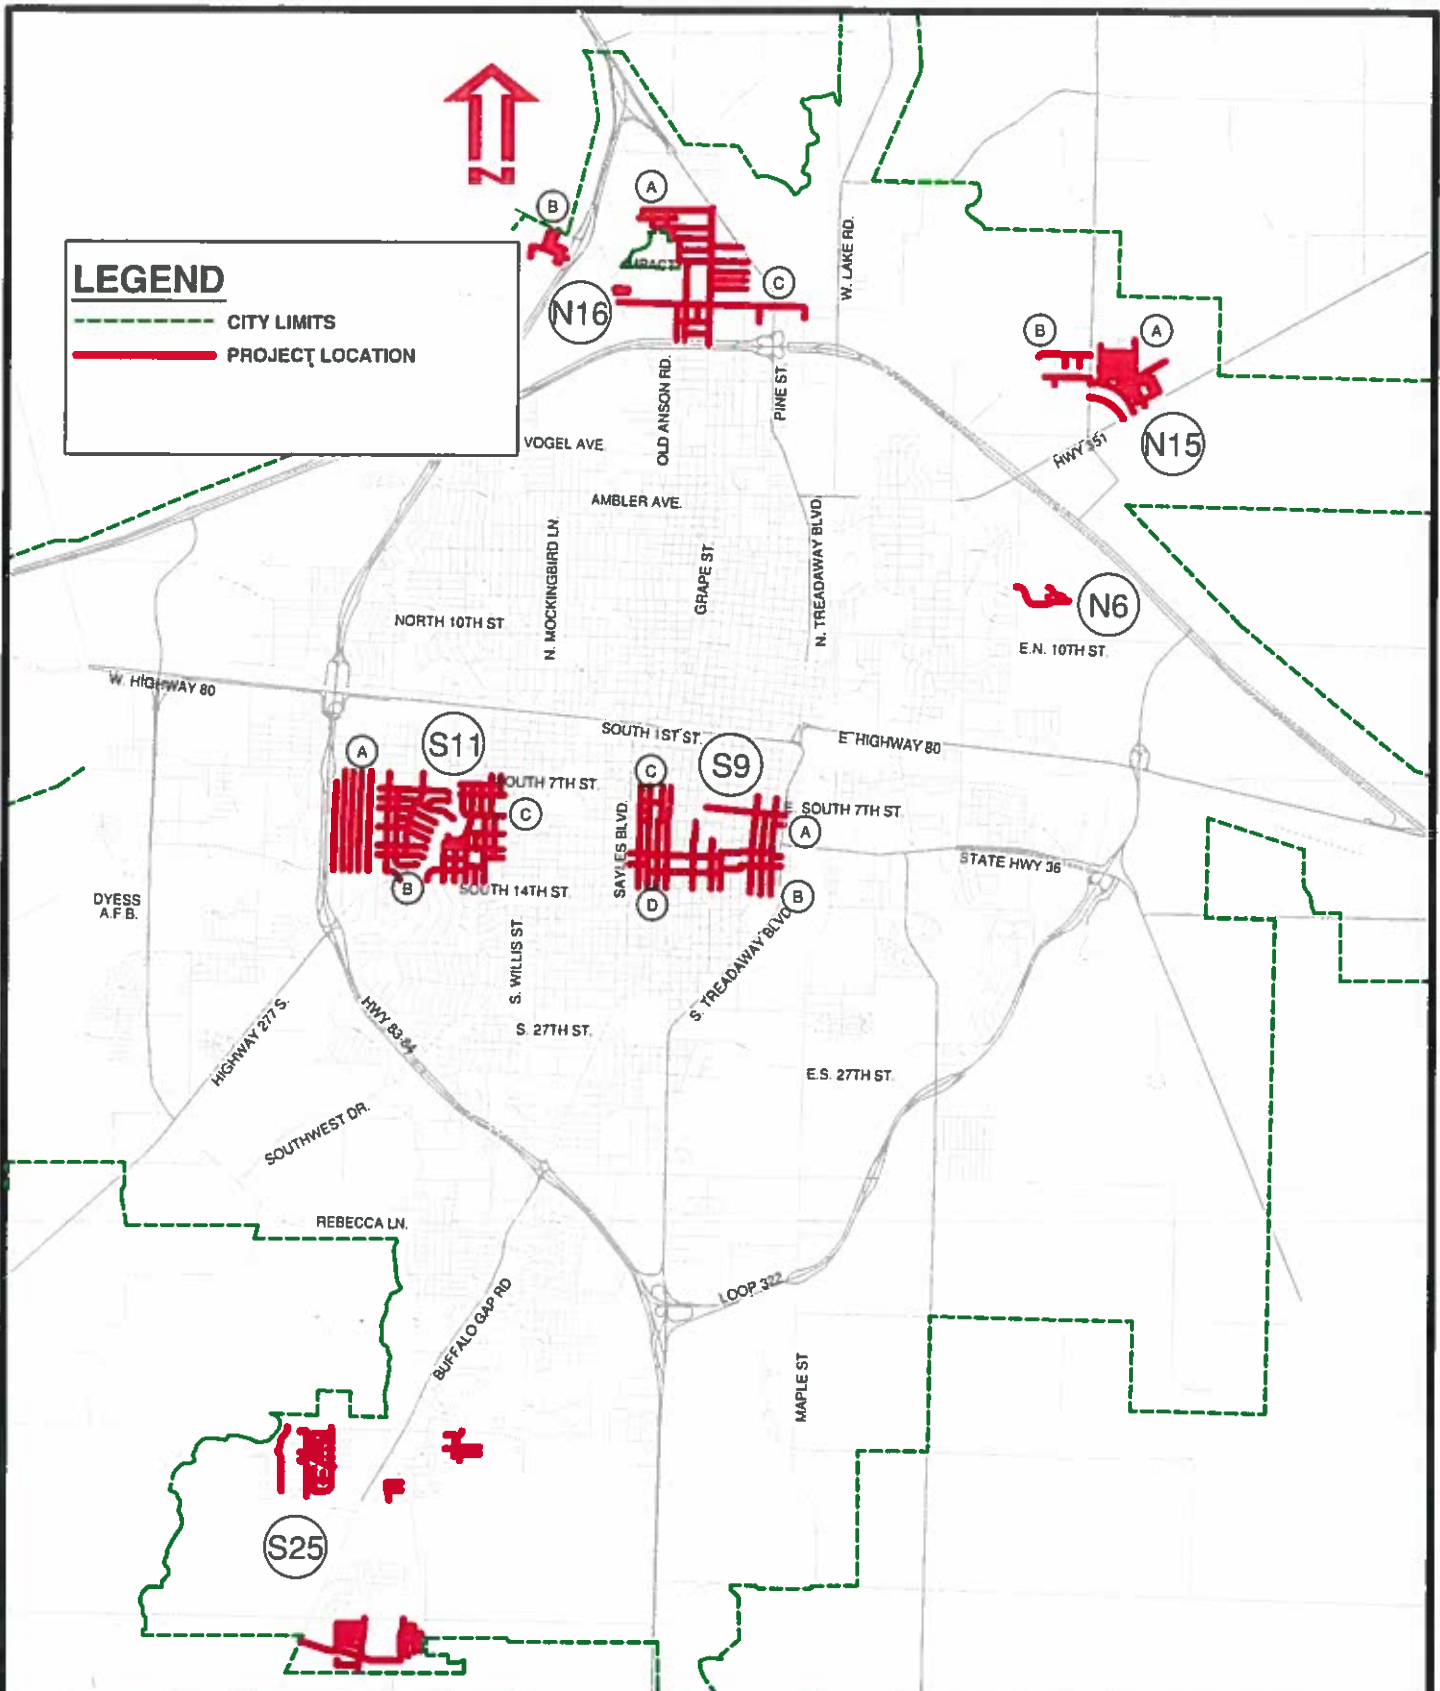 N
B
A
W. LAKE RD.
LEGEND
CITY LIMITS
PROJECT LOCATION
IMPACT
C
N16
B
A
OLD ANSON RD.
PINE ST.
VOGEL AVE.
HWY 351
N15
AMBLER AVE.
N. MOCKINGBIRD LN.
GRAPE ST.
N. TREADAWAY BLVD.
N6
NORTH 10TH ST.
E.N. 10TH ST.
W. HIGHWAY 80
SOUTH 1ST ST.
E HIGHWAY 80
S11
S9
A
C
SOUTH 7TH ST.
E. SOUTH 7TH ST.
C
A
SAYLES BLVD.
STATE HWY 36
B
SOUTH 14TH ST.
D
B
DYESS
A.F.B.
S. WILLIS ST
S. TREADAWAY BLVD.
HIGHWAY 277 S.
HWY 83-84
S. 27TH ST.
E.S. 27TH ST.
SOUTHWEST DR.
REBECCA LN.
BUFFALO GAP RD
LOOP 322
MAPLE ST
S25